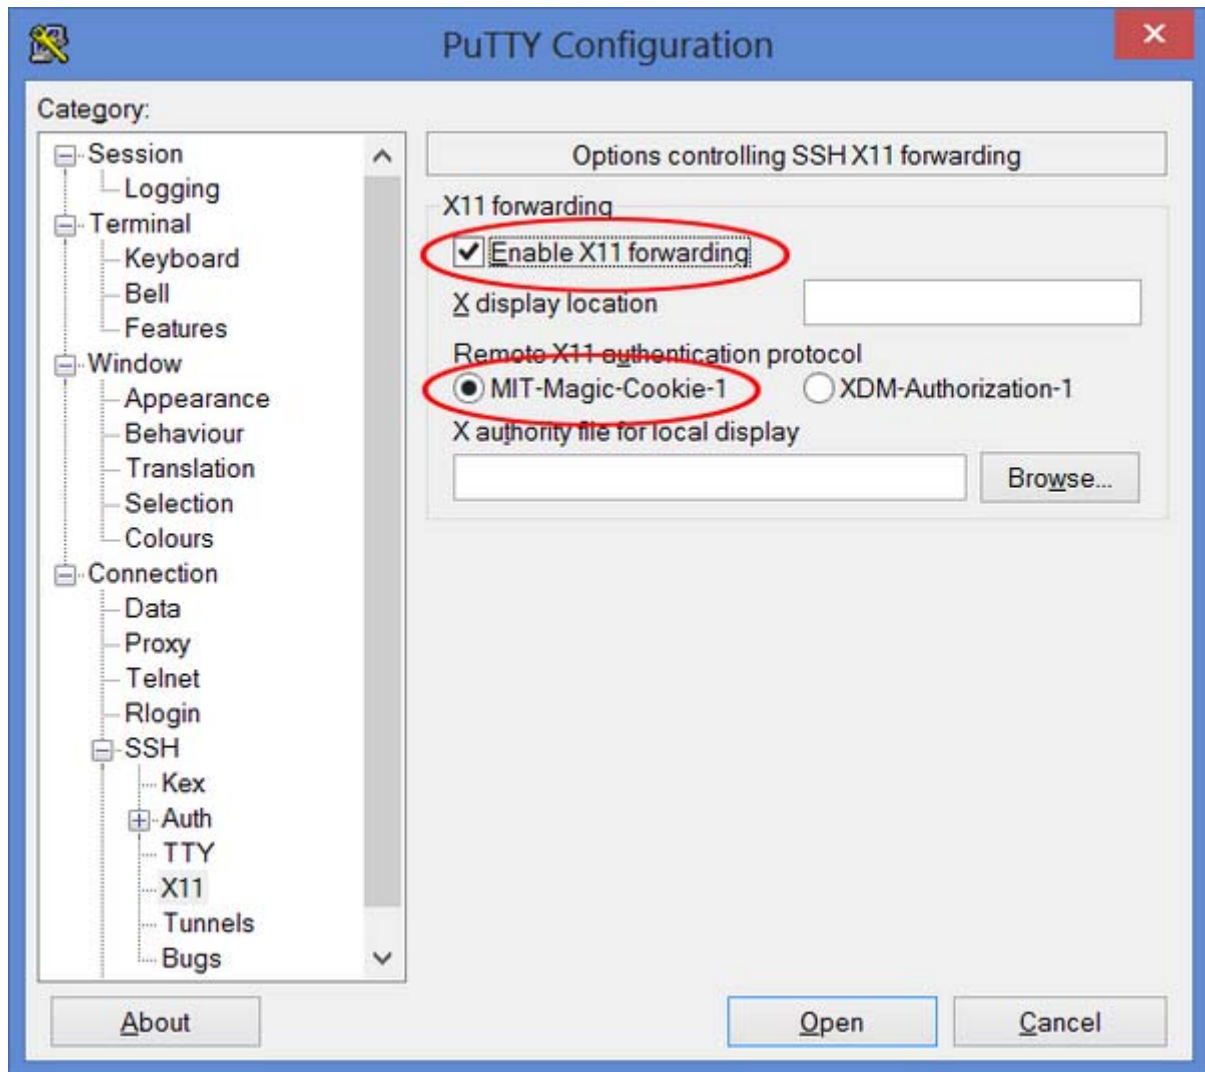 PuTTY Configuration
Category:
Session
Logging
Terminal
Keyboard
Bell
Features
Window
Appearance
Behaviour
Translation
Selection
Colours
Connection
Data
Proxy
Telnet
Rlogin
SSH
Kex
Auth
TTY
X11
Tunnels
Bugs
Options controlling SSH X11 forwarding
X11 forwarding
Enable X11 forwarding
X display location
Remote X11 authentication protocol
MIT-Magic-Cookie-1 XDM-Authorization-1
X authority file for local display
Browse...
About Open Cancel